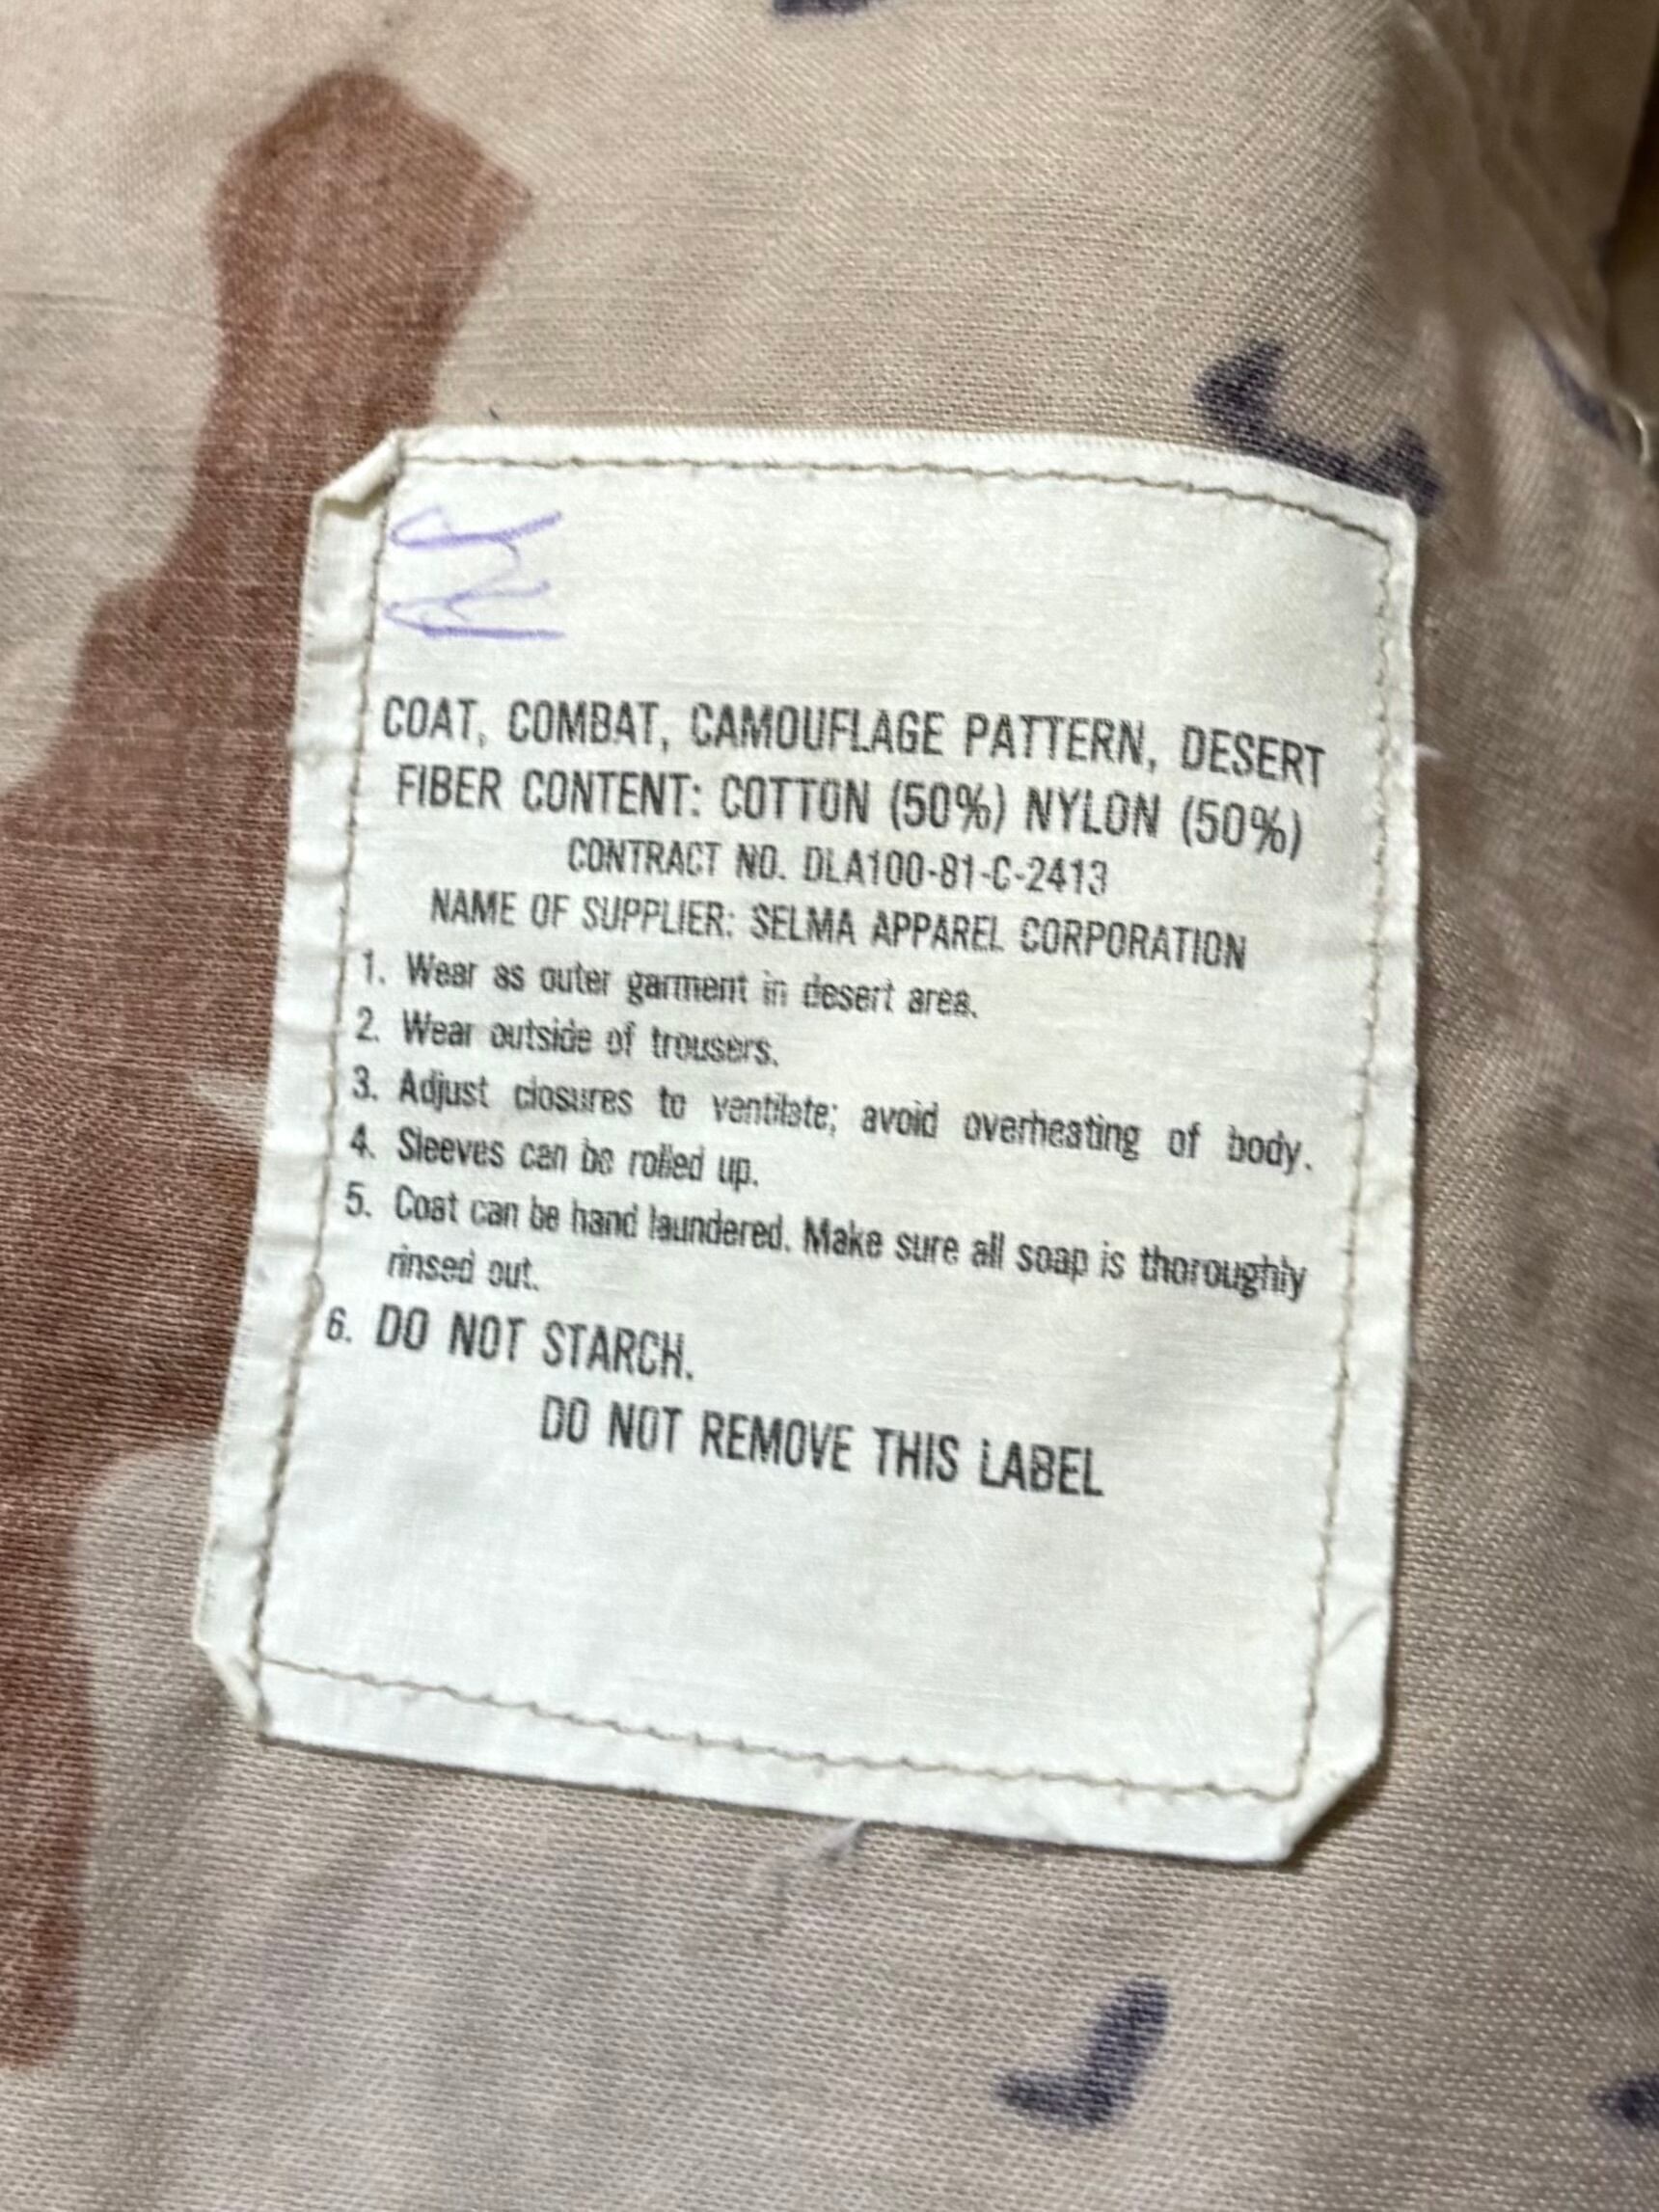 COAT, COMBAT, CAMOUFLAGE PATTERN, DESERT
FIBER CONTENT: COTTON (50%) NYLON (50%)
CONTRACT NO. DLA100-81-C-2413
NAME OF SUPPLIER: SELMA APPAREL CORPORATION
1. Wear as outer garment in desert area.
2. Wear outside of trousers.
3. Adjust closures to ventilate; avoid overheating of body.
4. Sleeves can be rolled up.
5. Coat can be hand laundered. Make sure all soap is thoroughly
rinsed out.
6. DO NOT STARCH.
DO NOT REMOVE THIS LABEL